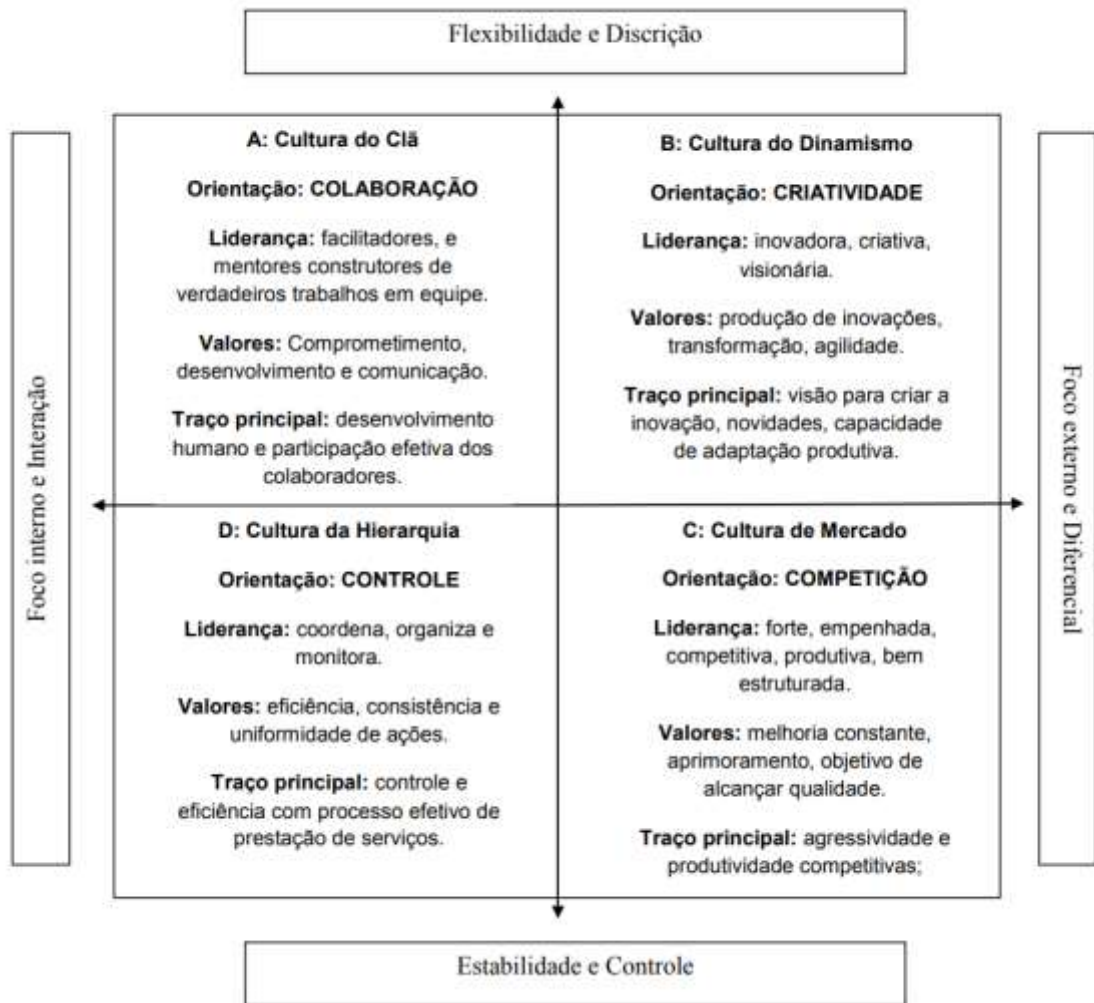 Flexibilidade e Discrição
Foco interno e Interação
A: Cultura do Clã
Orientação: COLABORAÇÃO
Liderança: facilitadores, e
mentores construtores de
verdadeiros trabalhos em equipe.
Valores: Comprometimento,
desenvolvimento e comunicação.
Traço principal: desenvolvimento
humano e participação efetiva dos
colaboradores.
B: Cultura do Dinamismo
Orientação: CRIATIVIDADE
Liderança: inovadora, criativa,
visionária.
Valores: produção de inovações,
transformação, agilidade.
Traço principal: visão para criar a
inovação, novidades, capacidade
de adaptação produtiva.
D: Cultura da Hierarquia
Orientação: CONTROLE
Liderança: coordena, organiza e
monitora.
Valores: eficiência, consistência e
uniformidade de ações.
Traço principal: controle e
eficiência com processo efetivo de
prestação de serviços.
C: Cultura de Mercado
Orientação: COMPETIÇÃO
Liderança: forte, empenhada,
competitiva, produtiva, bem
estruturada.
Valores: melhoria constante,
aprimoramento, objetivo de
alcançar qualidade.
Traço principal: agressividade e
produtividade competitivas;
Foco externo e Diferencial
Estabilidade e Controle